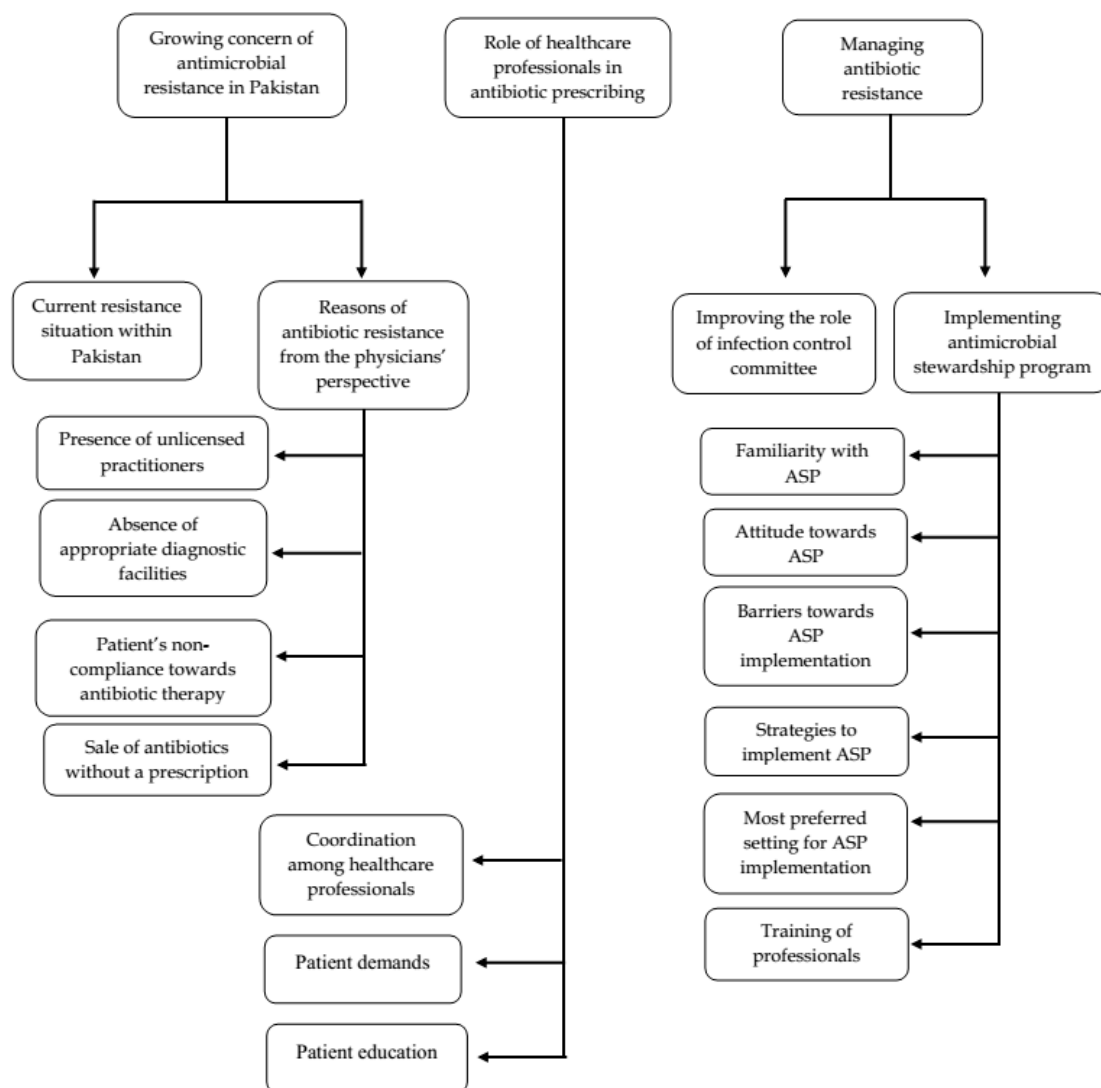 Growing concern of
antimicrobial
resistance in Pakistan
Role of healthcare
professionals in
antibiotic prescribing
Managing
antibiotic
resistance
Current resistance
situation within
Pakistan
Reasons of
antibiotic resistance
from the physicians’
perspective
Improving the role
of infection control
committee
Implementing
antimicrobial
stewardship program
Presence of unlicensed
practitioners
Absence of
appropriate diagnostic
facilities
Patient’s non-
compliance towards
antibiotic therapy
Sale of antibiotics
without a prescription
Coordination
among healthcare
professionals
Patient demands
Patient education
Familiarity with
ASP
Attitude towards
ASP
Barriers towards
ASP
implementation
Strategies to
implement ASP
Most preferred
setting for ASP
implementation
Training of
professionals